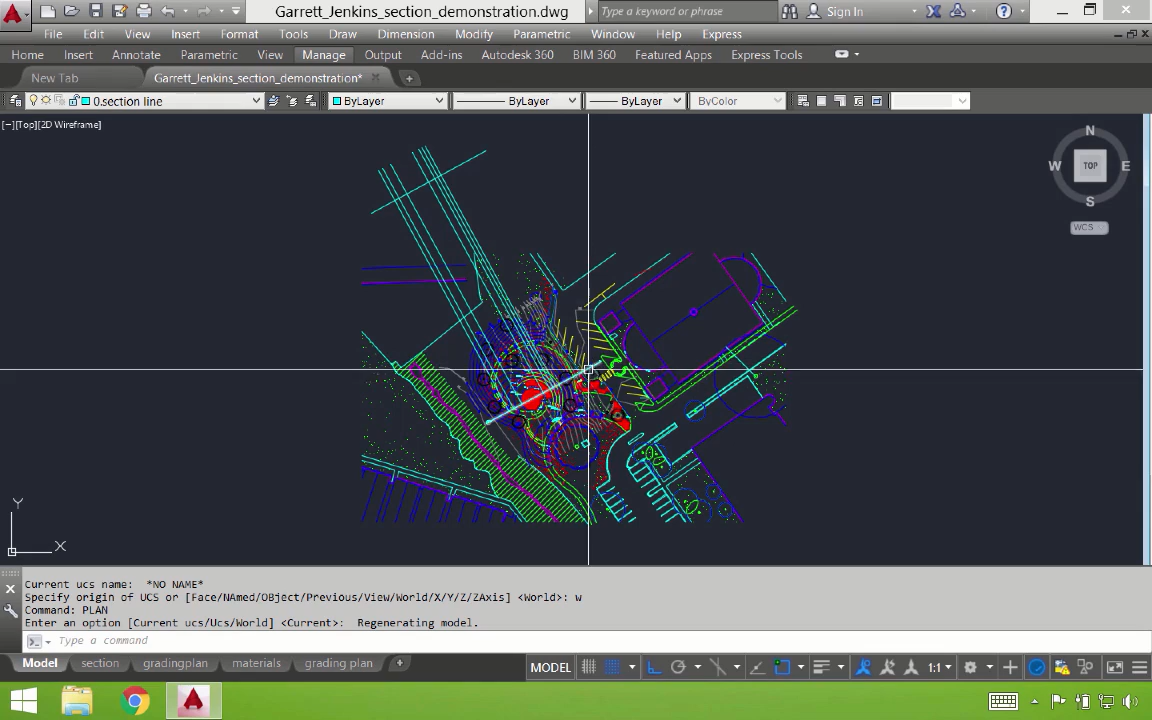 Garrett_Jenkins_section_demonstration.dwg
Type a keyword or phrase
Sign In
File Edit View Insert Format Tools Draw Dimension Modify Parametric Window Help Express
Home Insert Annotate Parametric View Manage Output Add-ins Autodesk 360 BIM 360 Featured Apps Express Tools
New Tab
Garrett_Jenkins_section_demonstration*
0.section line
ByLayer
ByLayer
ByLayer
ByColor
[−][Top][2D Wireframe]
N
W TOP E
S
WCS
Y
X
Current ucs name:  *NO NAME*
Specify origin of UCS or [Face/NAmed/OBject/Previous/View/World/X/Y/Z/ZAxis] <World>: w
Command: PLAN
Enter an option [Current ucs/Ucs/World] <Current>:  Regenerating model.
Type a command
Model section gradingplan materials grading plan
MODEL
1:1